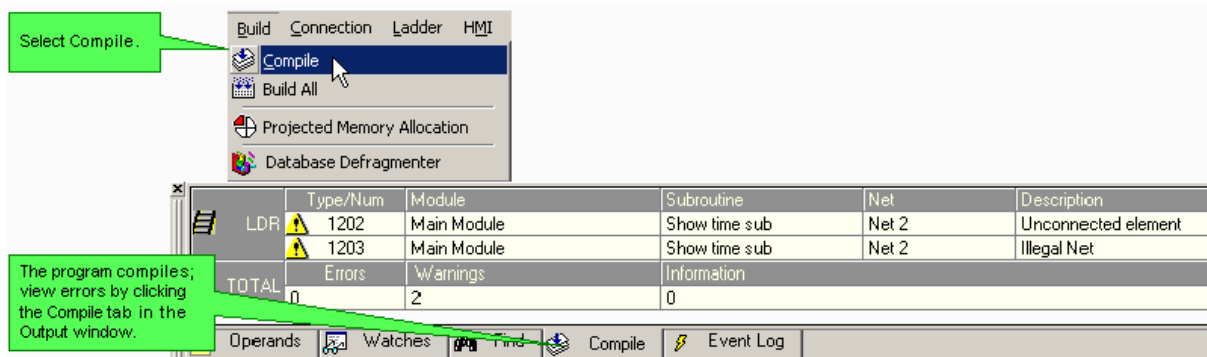 Select Compile.
Build Connection Ladder HMI
Compile
Build All
Projected Memory Allocation
Database Defragmenter
Type/Num Module Subroutine Net Description
LDR 1202 Main Module Show time sub Net 2 Unconnected element
1203 Main Module Show time sub Net 2 Illegal Net
TOTAL Errors Warnings Information
0 2 0
The program compiles;
view errors by clicking
the Compile tab in the
Output window.
Operands Watches Find Compile Event Log